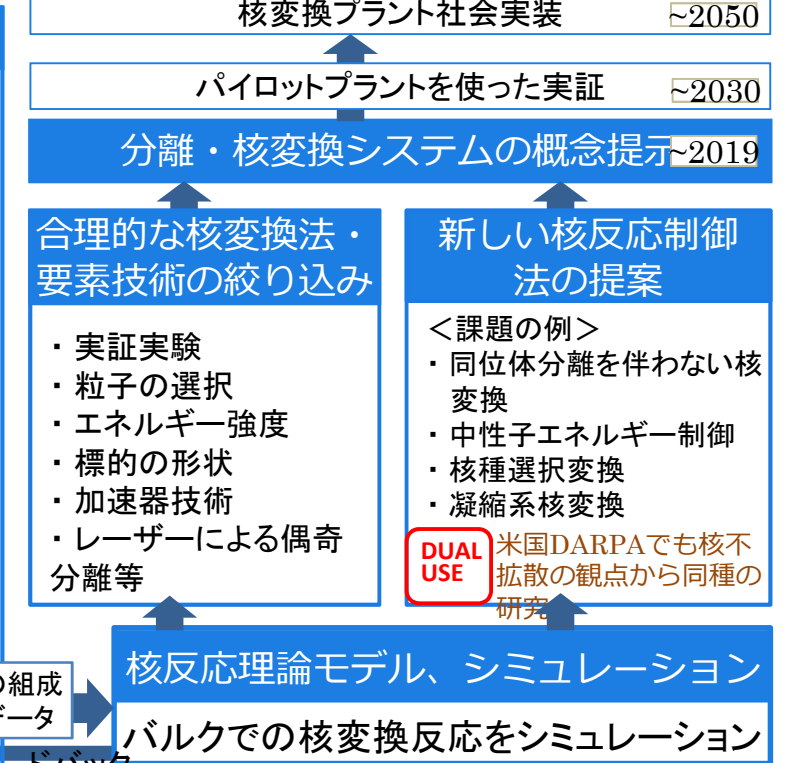 核変換プラント社会実装 ~2050
パイロットプラントを使った実証 ~2030
分離・核変換システムの概念提示 ~2019
合理的な核変換法・
要素技術の絞り込み
・実証実験
・粒子の選択
・エネルギー強度
・標的の形状
・加速器技術
・レーザーによる偶奇
分離等
新しい核反応制御
法の提案
＜課題の例＞
・同位体分離を伴わない核
変換
・中性子エネルギー制御
・核種選択変換
・凝縮系核変換
DUAL
USE
米国DARPAでも核不
拡散の観点から同種の
研究
核反応理論モデル、シミュレーション
の組成
データ
バルクでの核変換反応をシミュレーション
ドバック